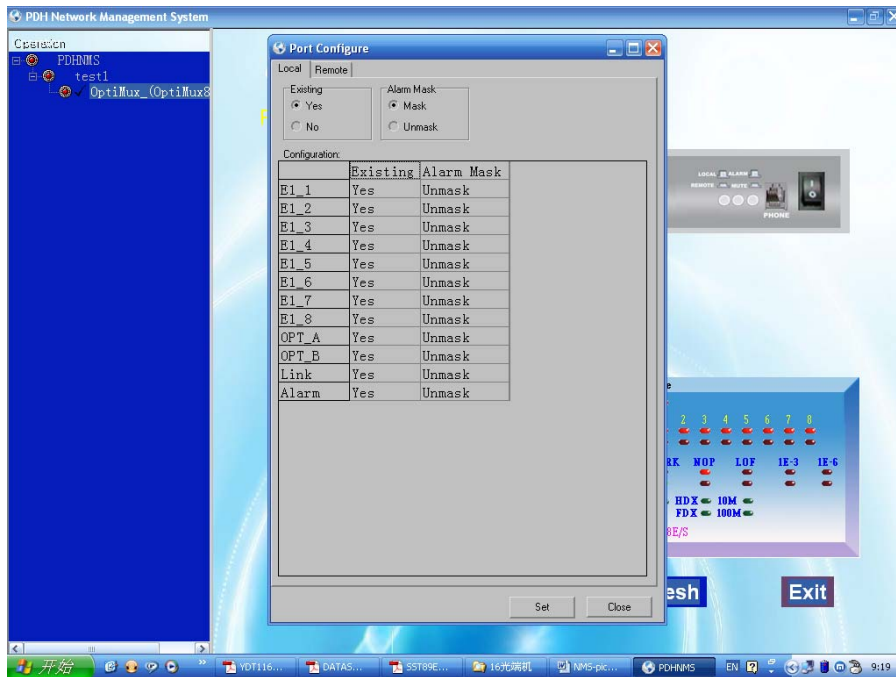 PDH Network Management System
Operation
PDHNMS
test1
OptiMux_(OptiMux8
Port Configure
Local Remote
Existing Alarm Mask
Yes Mask
No Unmask
Configuration:
Existing Alarm Mask
E1_1 Yes Unmask
E1_2 Yes Unmask
E1_3 Yes Unmask
E1_4 Yes Unmask
E1_5 Yes Unmask
E1_6 Yes Unmask
E1_7 Yes Unmask
E1_8 Yes Unmask
OPT_A Yes Unmask
OPT_B Yes Unmask
Link Yes Unmask
Alarm Yes Unmask
Set Close
LOCAL ALARM
REMOTE MUTE
PHONE
2 3 4 5 6 7 8
RK NOP LOF 1E-3 1E-6
HDX 10M
FDX 100M
8E/S
esh Exit
开始 YDT116... DATAS... SST89E... 16光端机 NMS-pic... PDHNMS EN 9:19